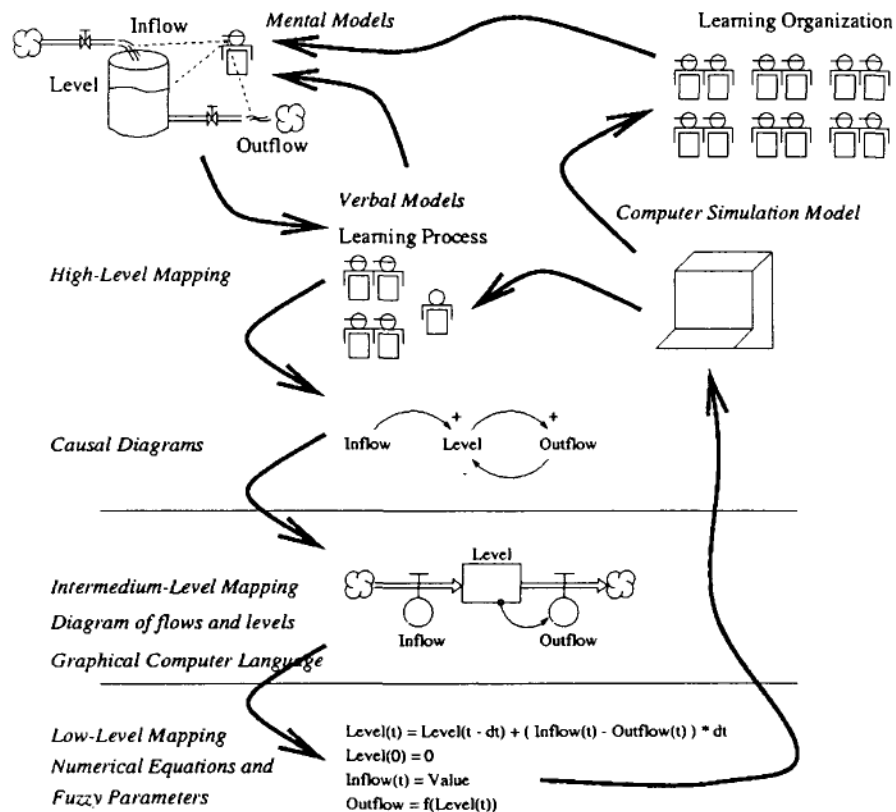 Inflow
Mental Models
Learning Organization
Level
Outflow
Verbal Models
Computer Simulation Model
Learning Process
High-Level Mapping
+
+
Causal Diagrams
Inflow
Level
Outflow
-
Level
Intermedium-Level Mapping
Diagram of flows and levels
Inflow
Outflow
Graphical Computer Language
Low-Level Mapping
Level(t) = Level(t - dt) + ( Inflow(t) - Outflow(t) ) * dt
Numerical Equations and
Level(0) = 0
Fuzzy Parameters
Inflow(t) = Value
Outflow = f(Level(t))